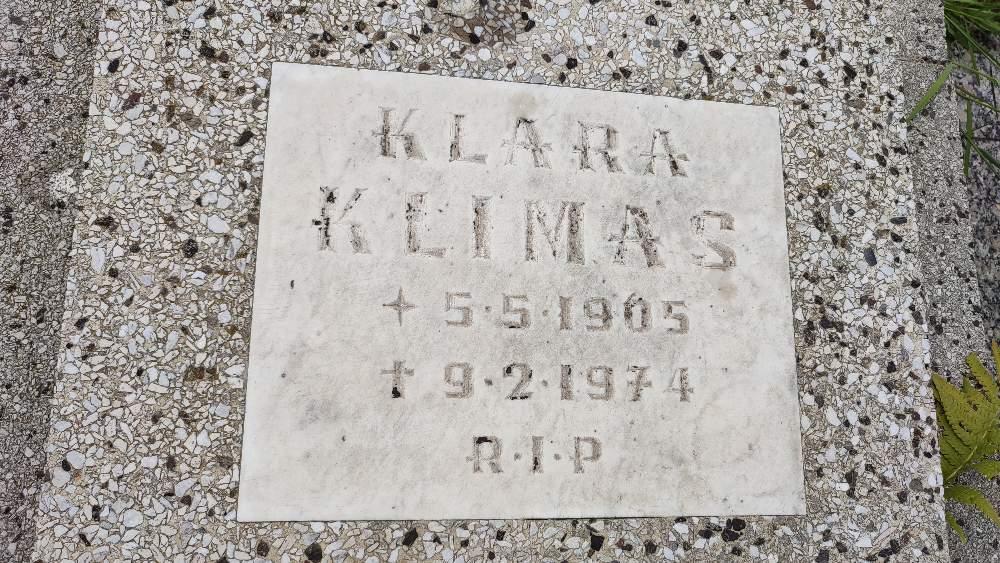 KLARA
KLIMAS
✦ 5·5·1905
† 9·2·1974
R·I·P